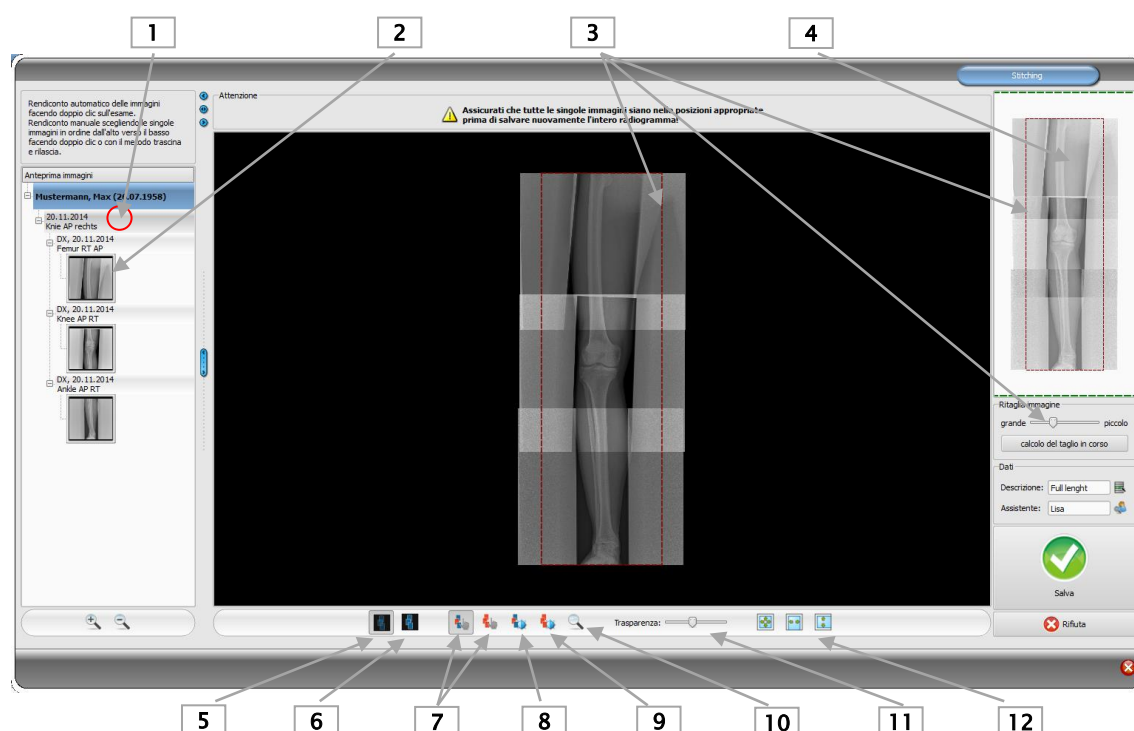 1
2
3
4
Stitching
Rendiconto automatico delle immagini
facendo doppio clic sull'esame.
Rendiconto manuale scegliendo le singole
immagini in ordine dall'alto verso il basso
facendo doppio clic o con il metodo trascina
e rilascia.
Attenzione
Assicurati che tutte le singole immagini siano nelle posizioni appropriate
prima di salvare nuovamente l'intero radiogramma!
Anteprima immagini
Mustermann, Max (26.07.1958)
20.11.2014
Knie AP rechts
DX, 20.11.2014
Femur RT AP
DX, 20.11.2014
Knee AP RT
DX, 20.11.2014
Ankle AP RT
Ritaglia immagine
grande
piccolo
calcolo del taglio in corso
Dati
Descrizione: Full lenght
Assistente: Lisa
Salva
Rifiuta
Trasparenza:
5
6
7
8
9
10
11
12